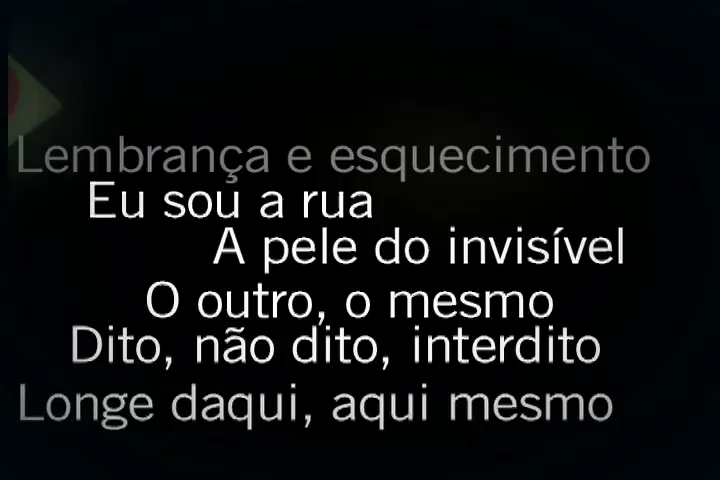 Lembrança e esquecimento
Eu sou a rua
A pele do invisível
O outro, o mesmo
Dito, não dito, interdito
Longe daqui, aqui mesmo